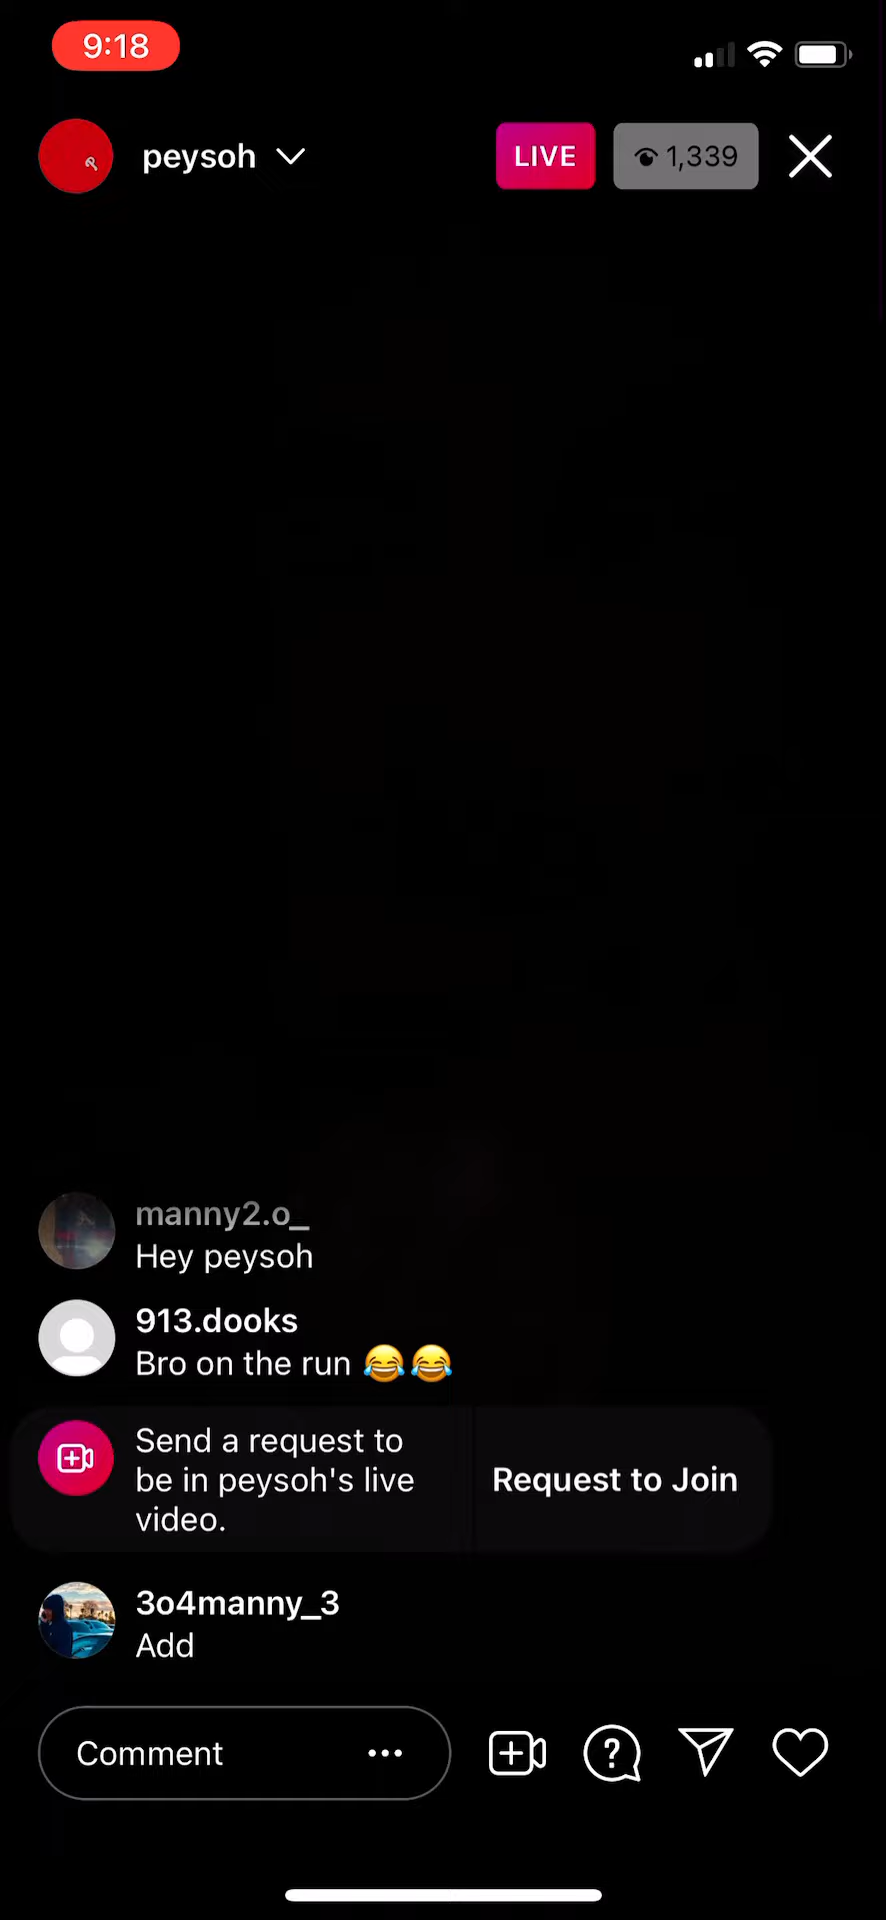 9:18
peysoh
LIVE
1,339
manny2.o_
Hey peysoh
913.dooks
Bro on the run 😂😂
Send a request to
be in peysoh's live
video.
Request to Join
3o4manny_3
Add
Comment